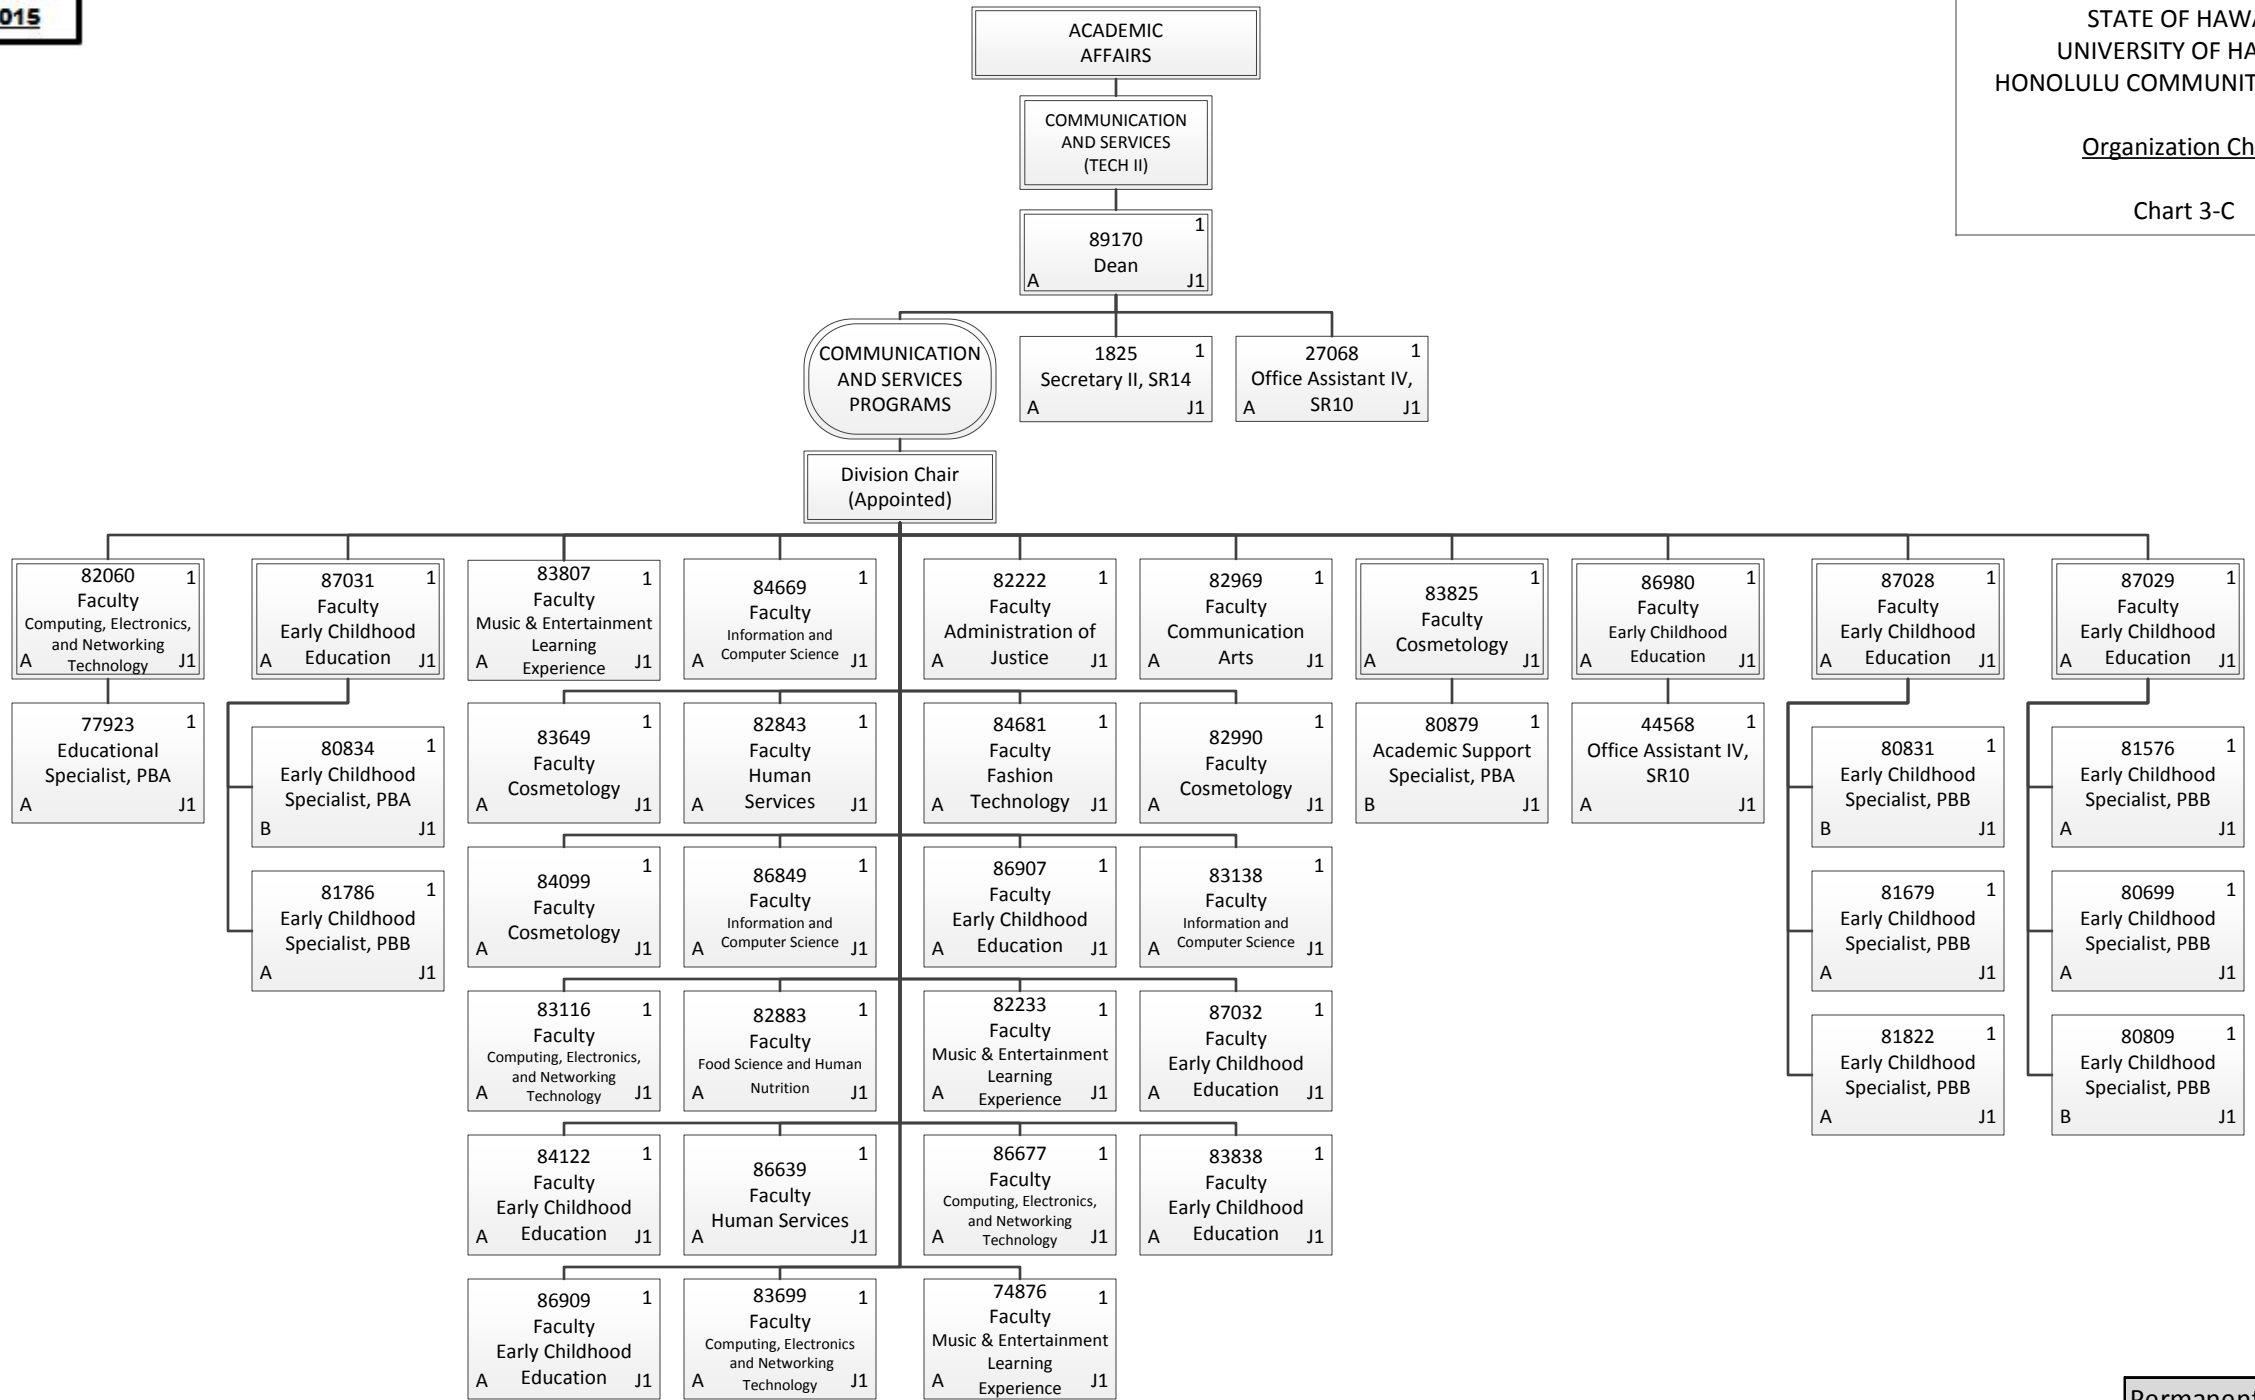 015
STATE OF
UNIVERSITY OF
HONOLULU
Organization
Chart 3-C
ACADEMIC
AFFAIRS
COMMUNICATION
AND SERVICES
(TECH II)
89170 1
Dean
A J1
COMMUNICATION
AND SERVICES
PROGRAMS
1825 1
Secretary II, SR14
A J1
27068 1
Office Assistant IV,
A SR10 J1
Division Chair
(Appointed)
82060 1
Faculty
Computing, Electronics,
and Networking
A Technology J1
87031 1
Faculty
Early Childhood
A Education J1
83807 1
Faculty
Music & Entertainment
Learning
A Experience J1
84669 1
Faculty
Information and
A Computer Science J1
82222 1
Faculty
Administration of
A Justice J1
82969 1
Faculty
Communication
A Arts J1
83825 1
Faculty
Cosmetology
A J1
86980 1
Faculty
Early Childhood
A Education J1
87028 1
Faculty
Early Childhood
A Education J1
87029 1
Faculty
Early Childhood
A Education J1
77923 1
Educational
Specialist, PBA
A J1
80834 1
Early Childhood
Specialist, PBA
B J1
81786 1
Early Childhood
Specialist, PBB
A J1
83649 1
Faculty
Cosmetology
A J1
82843 1
Faculty
Human
A Services J1
84681 1
Faculty
Fashion
A Technology J1
82990 1
Faculty
Cosmetology
A J1
80879 1
Academic Support
Specialist, PBA
B J1
44568 1
Office Assistant IV,
SR10
A J1
80831 1
Early Childhood
Specialist, PBB
B J1
81576 1
Early Childhood
Specialist, PBB
A J1
84099 1
Faculty
Cosmetology
A J1
86849 1
Faculty
Information and
A Computer Science J1
86907 1
Faculty
Early Childhood
A Education J1
83138 1
Faculty
Information and
A Computer Science J1
81679 1
Early Childhood
Specialist, PBB
A J1
80699 1
Early Childhood
Specialist, PBB
A J1
83116 1
Faculty
Computing, Electronics,
and Networking
A Technology J1
82883 1
Faculty
Food Science and Human
A Nutrition J1
82233 1
Faculty
Music & Entertainment
Learning
A Experience J1
87032 1
Faculty
Early Childhood
A Education J1
81822 1
Early Childhood
Specialist, PBB
A J1
80809 1
Early Childhood
Specialist, PBB
B J1
84122 1
Faculty
Early Childhood
A Education J1
86639 1
Faculty
Human Services
A J1
86677 1
Faculty
Computing, Electronics,
and Networking
A Technology J1
83838 1
Faculty
Early Childhood
A Education J1
86909 1
Faculty
Early Childhood
A Education J1
83699 1
Faculty
Computing, Electronics
and Networking
A Technology J1
74876 1
Faculty
Music & Entertainment
Learning
A Experience J1